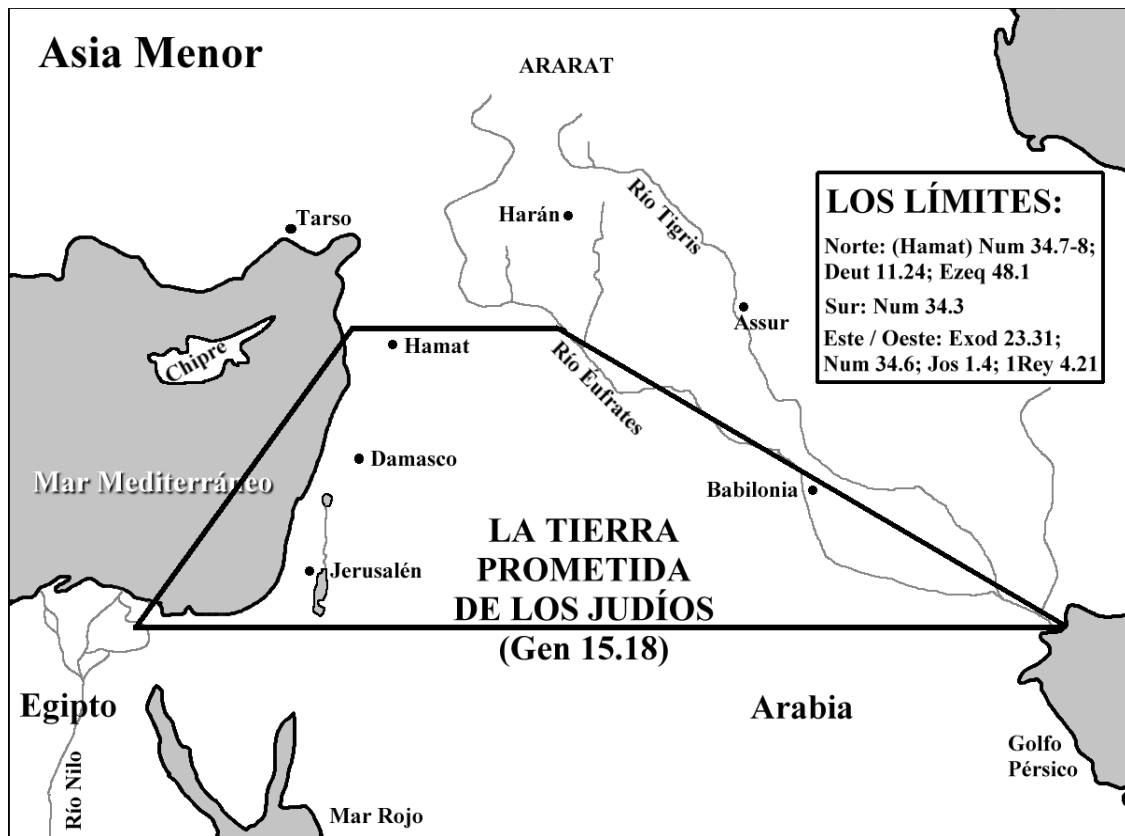 Asia Menor
ARARAT
Harán
Río Tigris
Tarso
LOS LÍMITES:
Norte: (Hamat) Num 34.7-8;
Deut 11.24; Ezeq 48.1
Sur: Num 34.3
Este / Oeste: Exod 23.31;
Num 34.6; Jos 1.4; 1Rey 4.21
Assur
Chipre
Hamat
Río Éufrates
Damasco
Mar Mediterráneo
Babilonia
LA TIERRA
PROMETIDA
DE LOS JUDÍOS
(Gen 15.18)
Jerusalén
Egipto
Arabia
Golfo
Pérsico
Río Nilo
Mar Rojo